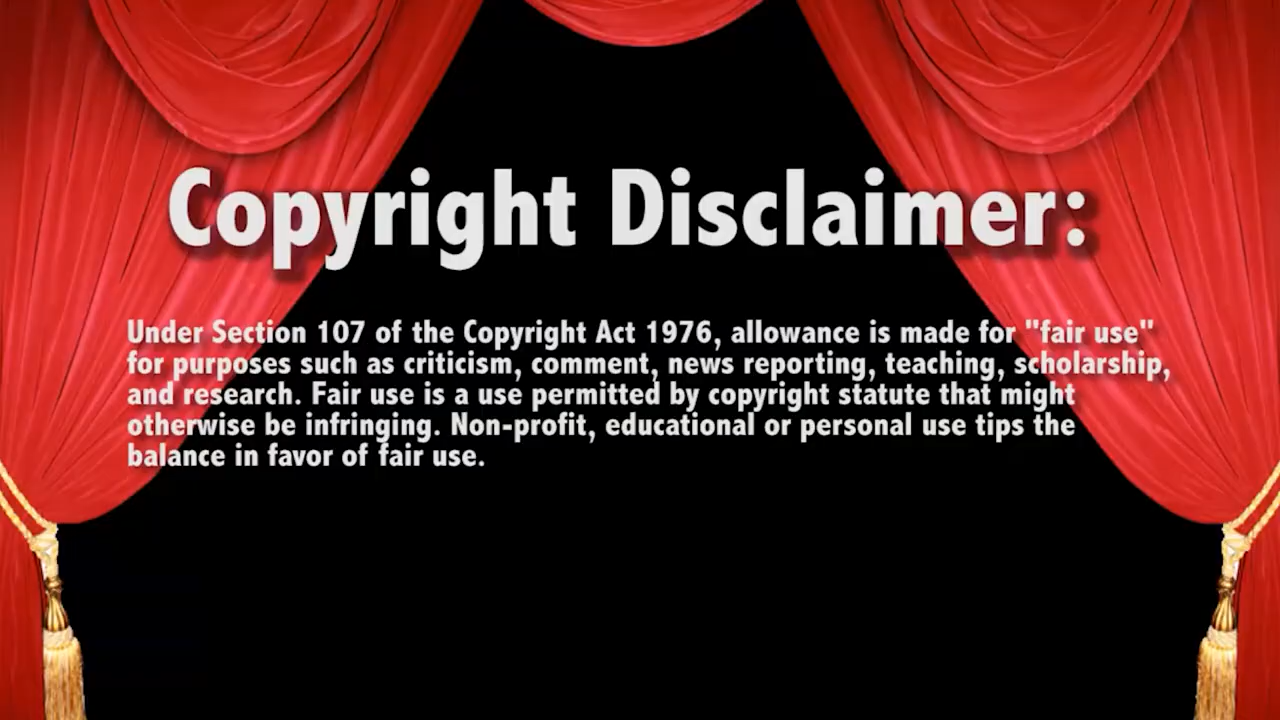 Copyright Disclaimer:
Under Section 107 of the Copyright Act 1976, allowance is made for "fair use"
for purposes such as criticism, comment, news reporting, teaching, scholarship,
and research. Fair use is a use permitted by copyright statute that might
otherwise be infringing. Non-profit, educational or personal use tips the
balance in favor of fair use.